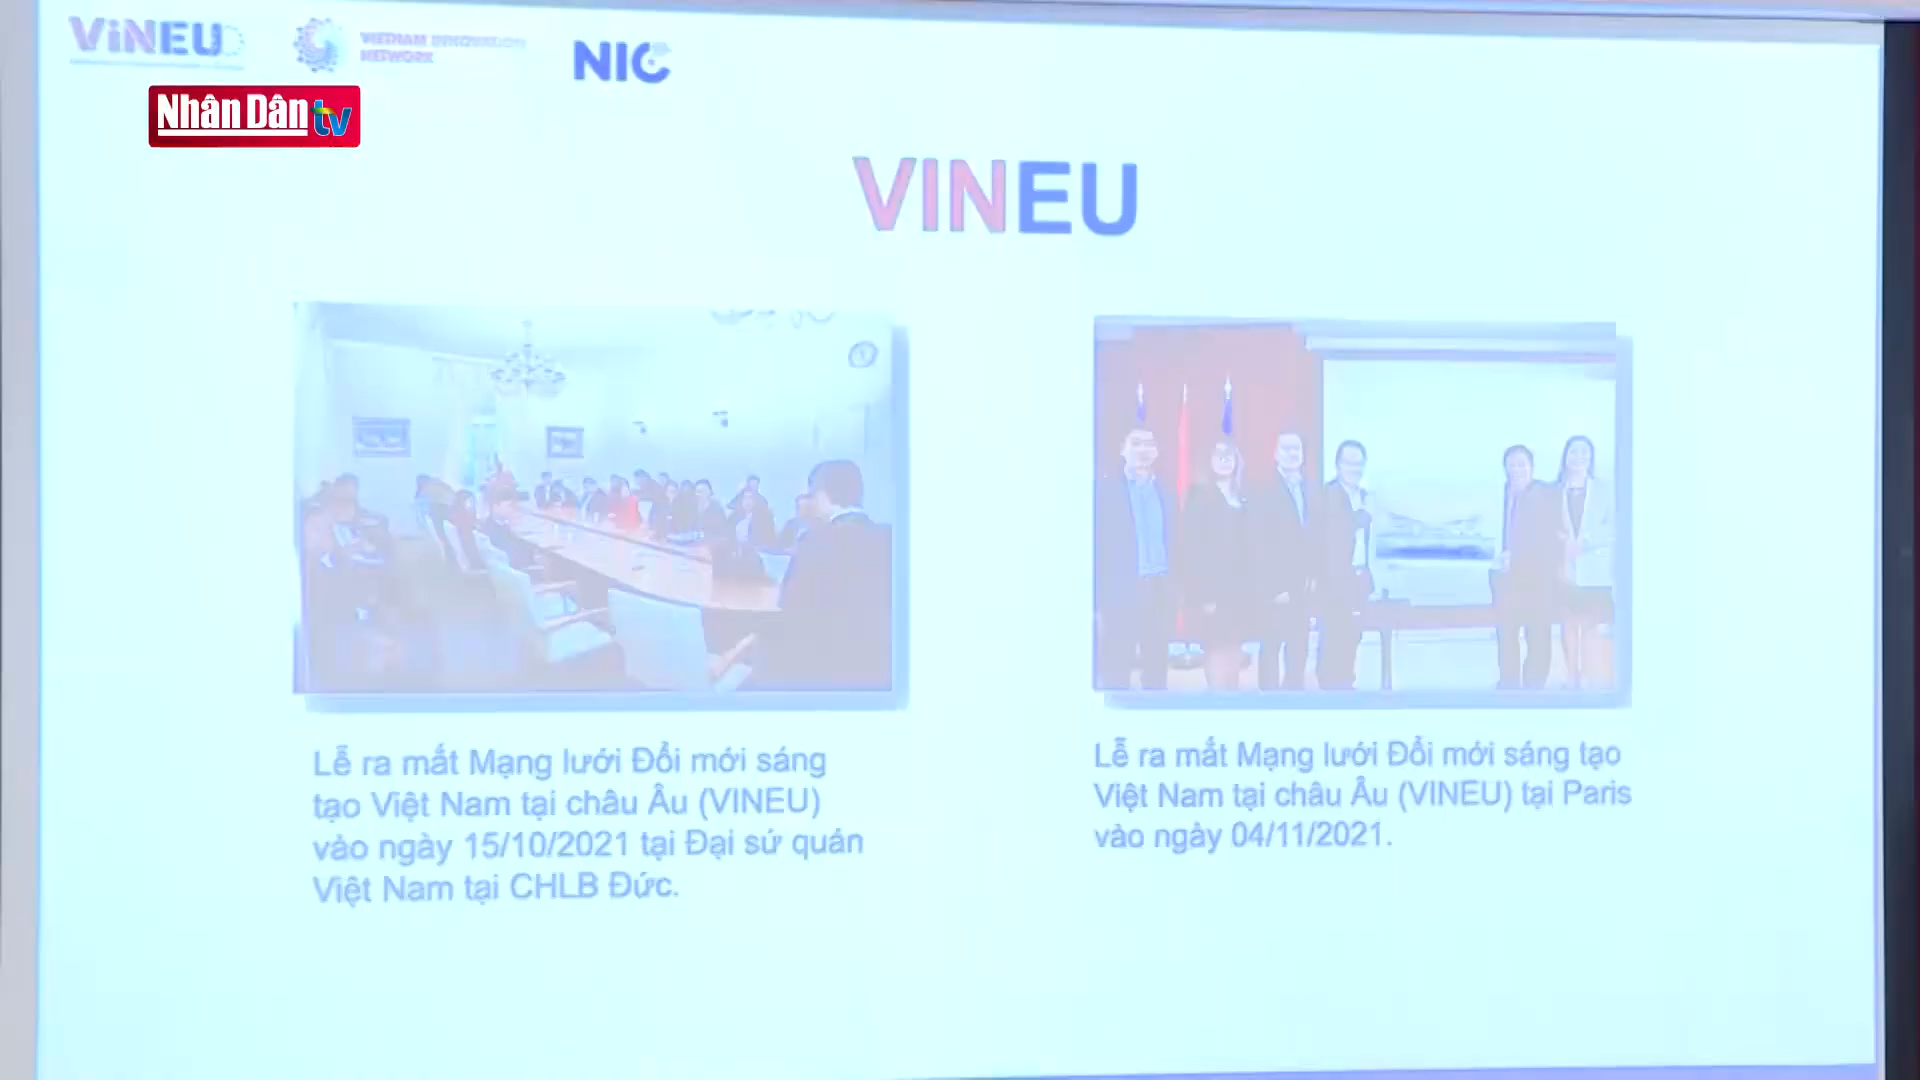 ViNEU
VIETNAM INNOVATION
NETWORK
NIC
Nhân Dân tv
VINEU
Lễ ra mắt Mạng lưới Đổi mới sáng
tạo Việt Nam tại châu Âu (VINEU)
vào ngày 15/10/2021 tại Đại sứ quán
Việt Nam tại CHLB Đức.
Lễ ra mắt Mạng lưới Đổi mới sáng tạo
Việt Nam tại châu Âu (VINEU) tại Paris
vào ngày 04/11/2021.